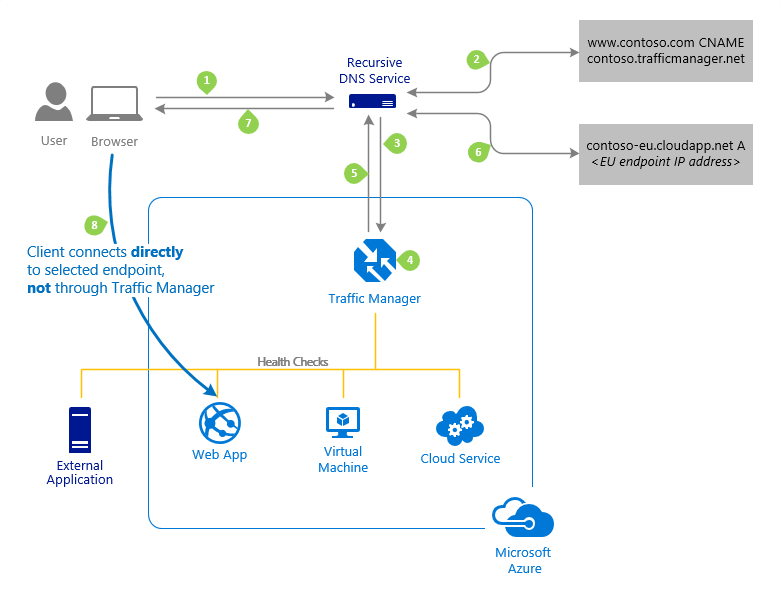 www.contoso.com CNAME
contoso.trafficmanager.net
Recursive
DNS Service
1
2
7
User
Browser
3
6
contoso-eu.cloudapp.net A
<EU endpoint IP address>
5
8
Client connects directly
to selected endpoint,
not through Traffic Manager
4
Traffic Manager
Health Checks
External
Application
Web App
Virtual
Machine
Cloud Service
Microsoft
Azure